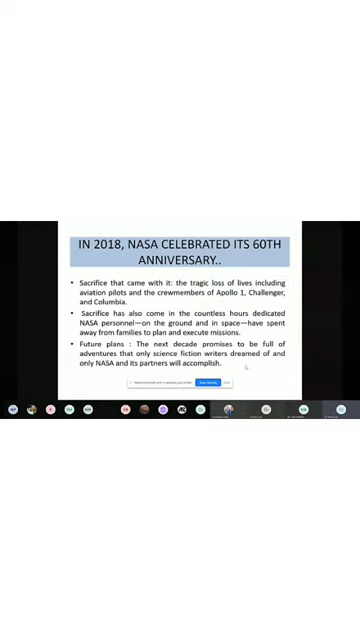 IN 2018, NASA CELEBRATED ITS 60TH
ANNIVERSARY..
Sacrifice that came with it: the tragic loss of lives including
aviation pilots and the crewmembers of Apollo 1, Challenger,
and Columbia.
Sacrifice has also come in the countless hours dedicated
NASA personnel—on the ground and in space—have spent
away from families to plan and execute missions.
Future plans : The next decade promises to be full of
adventures that only science fiction writers dreamed of and
only NASA and its partners will accomplish.
Stop sharing
Hide